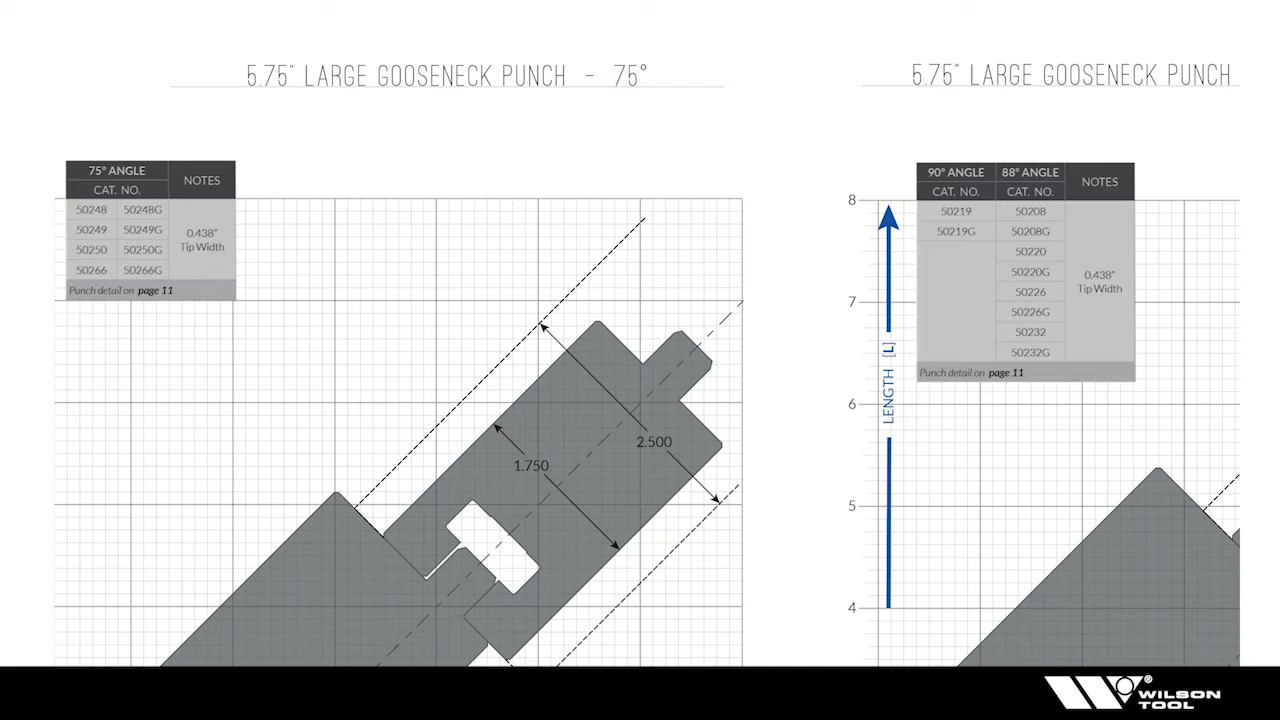 5.75" LARGE GOOSENECK PUNCH - 75°
75° ANGLE
NOTES
CAT. NO.
50248 50248G
50249 50249G
50250 50250G
50266 50266G
0.438"
Tip Width
Punch detail on page 11
2.500
1.750
5.75" LARGE GOOSENECK PUNCH
90° ANGLE 88° ANGLE
NOTES
CAT. NO. CAT. NO.
50219 50208
50219G 50208G
50220
50220G
50226
50226G
50232
50232G
0.438"
Tip Width
Punch detail on page 11
8
7
6
5
4
LENGTH [L]
WILSON
TOOL
®